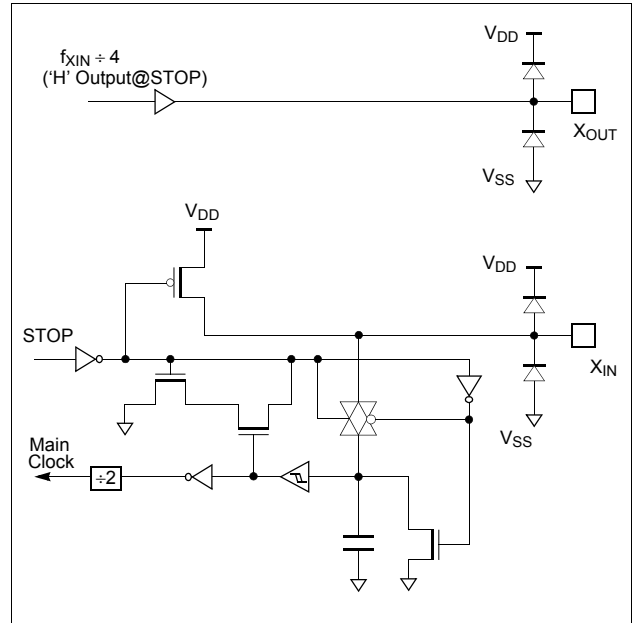 fXIN ÷ 4
('H' Output@STOP)
VDD
XOUT
VSS
VDD
VDD
STOP
XIN
VSS
Main
Clock
÷2